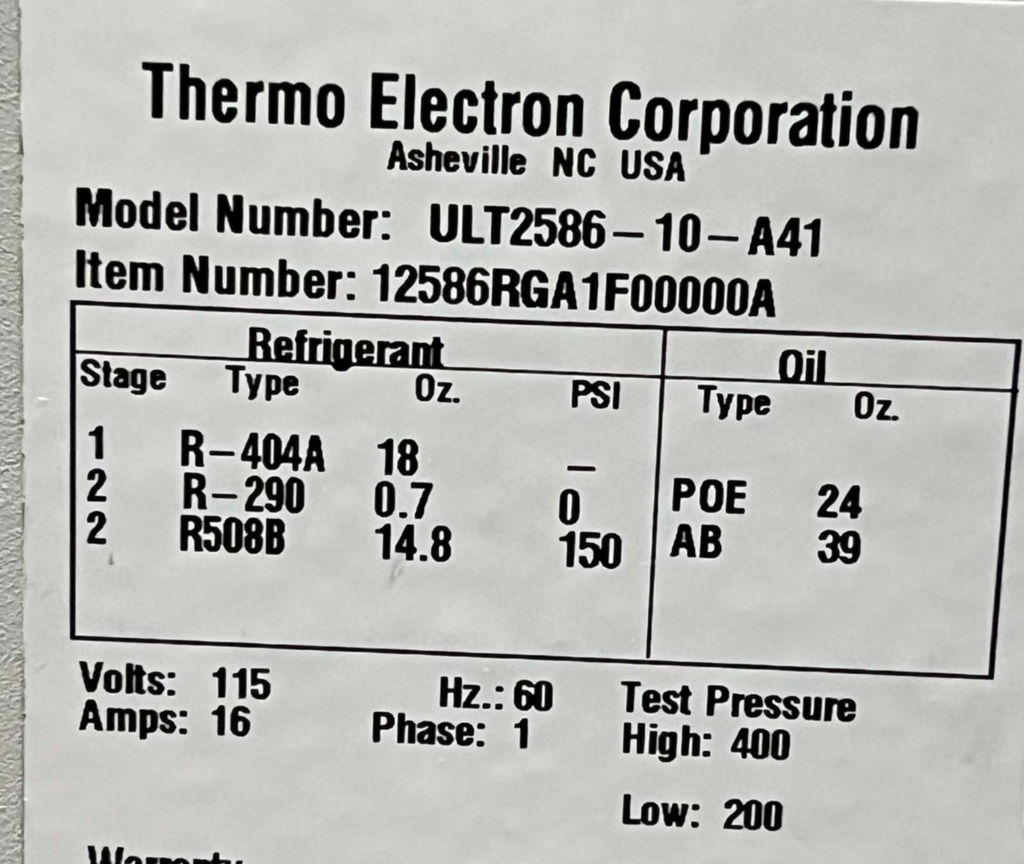 Thermo Electron Corporation
Asheville NC USA
Model Number: ULT2586-10-A41
Item Number: 12586RGA1F00000A
Refrigerant Oil
Stage Type Oz. PSI Type Oz.
1 R-404A 18 –
2 R-290 0.7 0 POE 24
2 R508B 14.8 150 AB 39
Volts: 115 Hz.: 60 Test Pressure
Amps: 16 Phase: 1 High: 400
Low: 200
Warranty